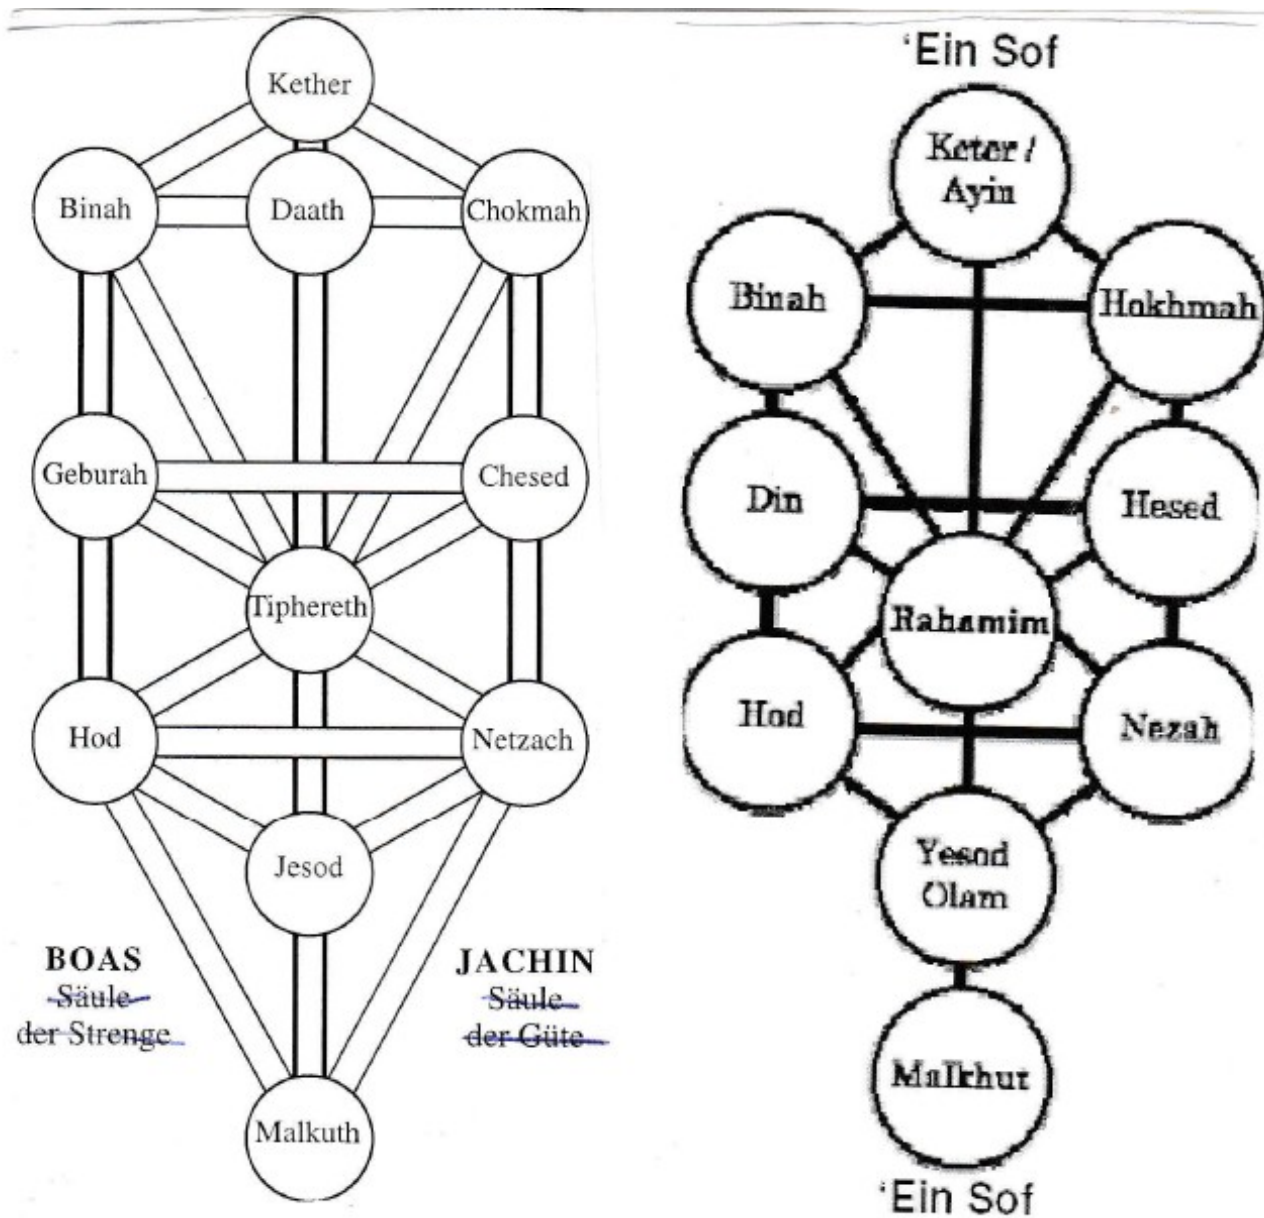 Kether
Binah
Daath
Chokmah
Geburah
Chesed
Tiphereth
Hod
Netzach
Jesod
BOAS
Säule
der Strenge
JACHIN
Säule
der Güte
Malkuth
‘Ein Sof
Keter /
Ayin
Binah
Hokhmah
Din
Hesed
Rahamim
Hod
Nezah
Yesod
Olam
Malkhut
‘Ein Sof